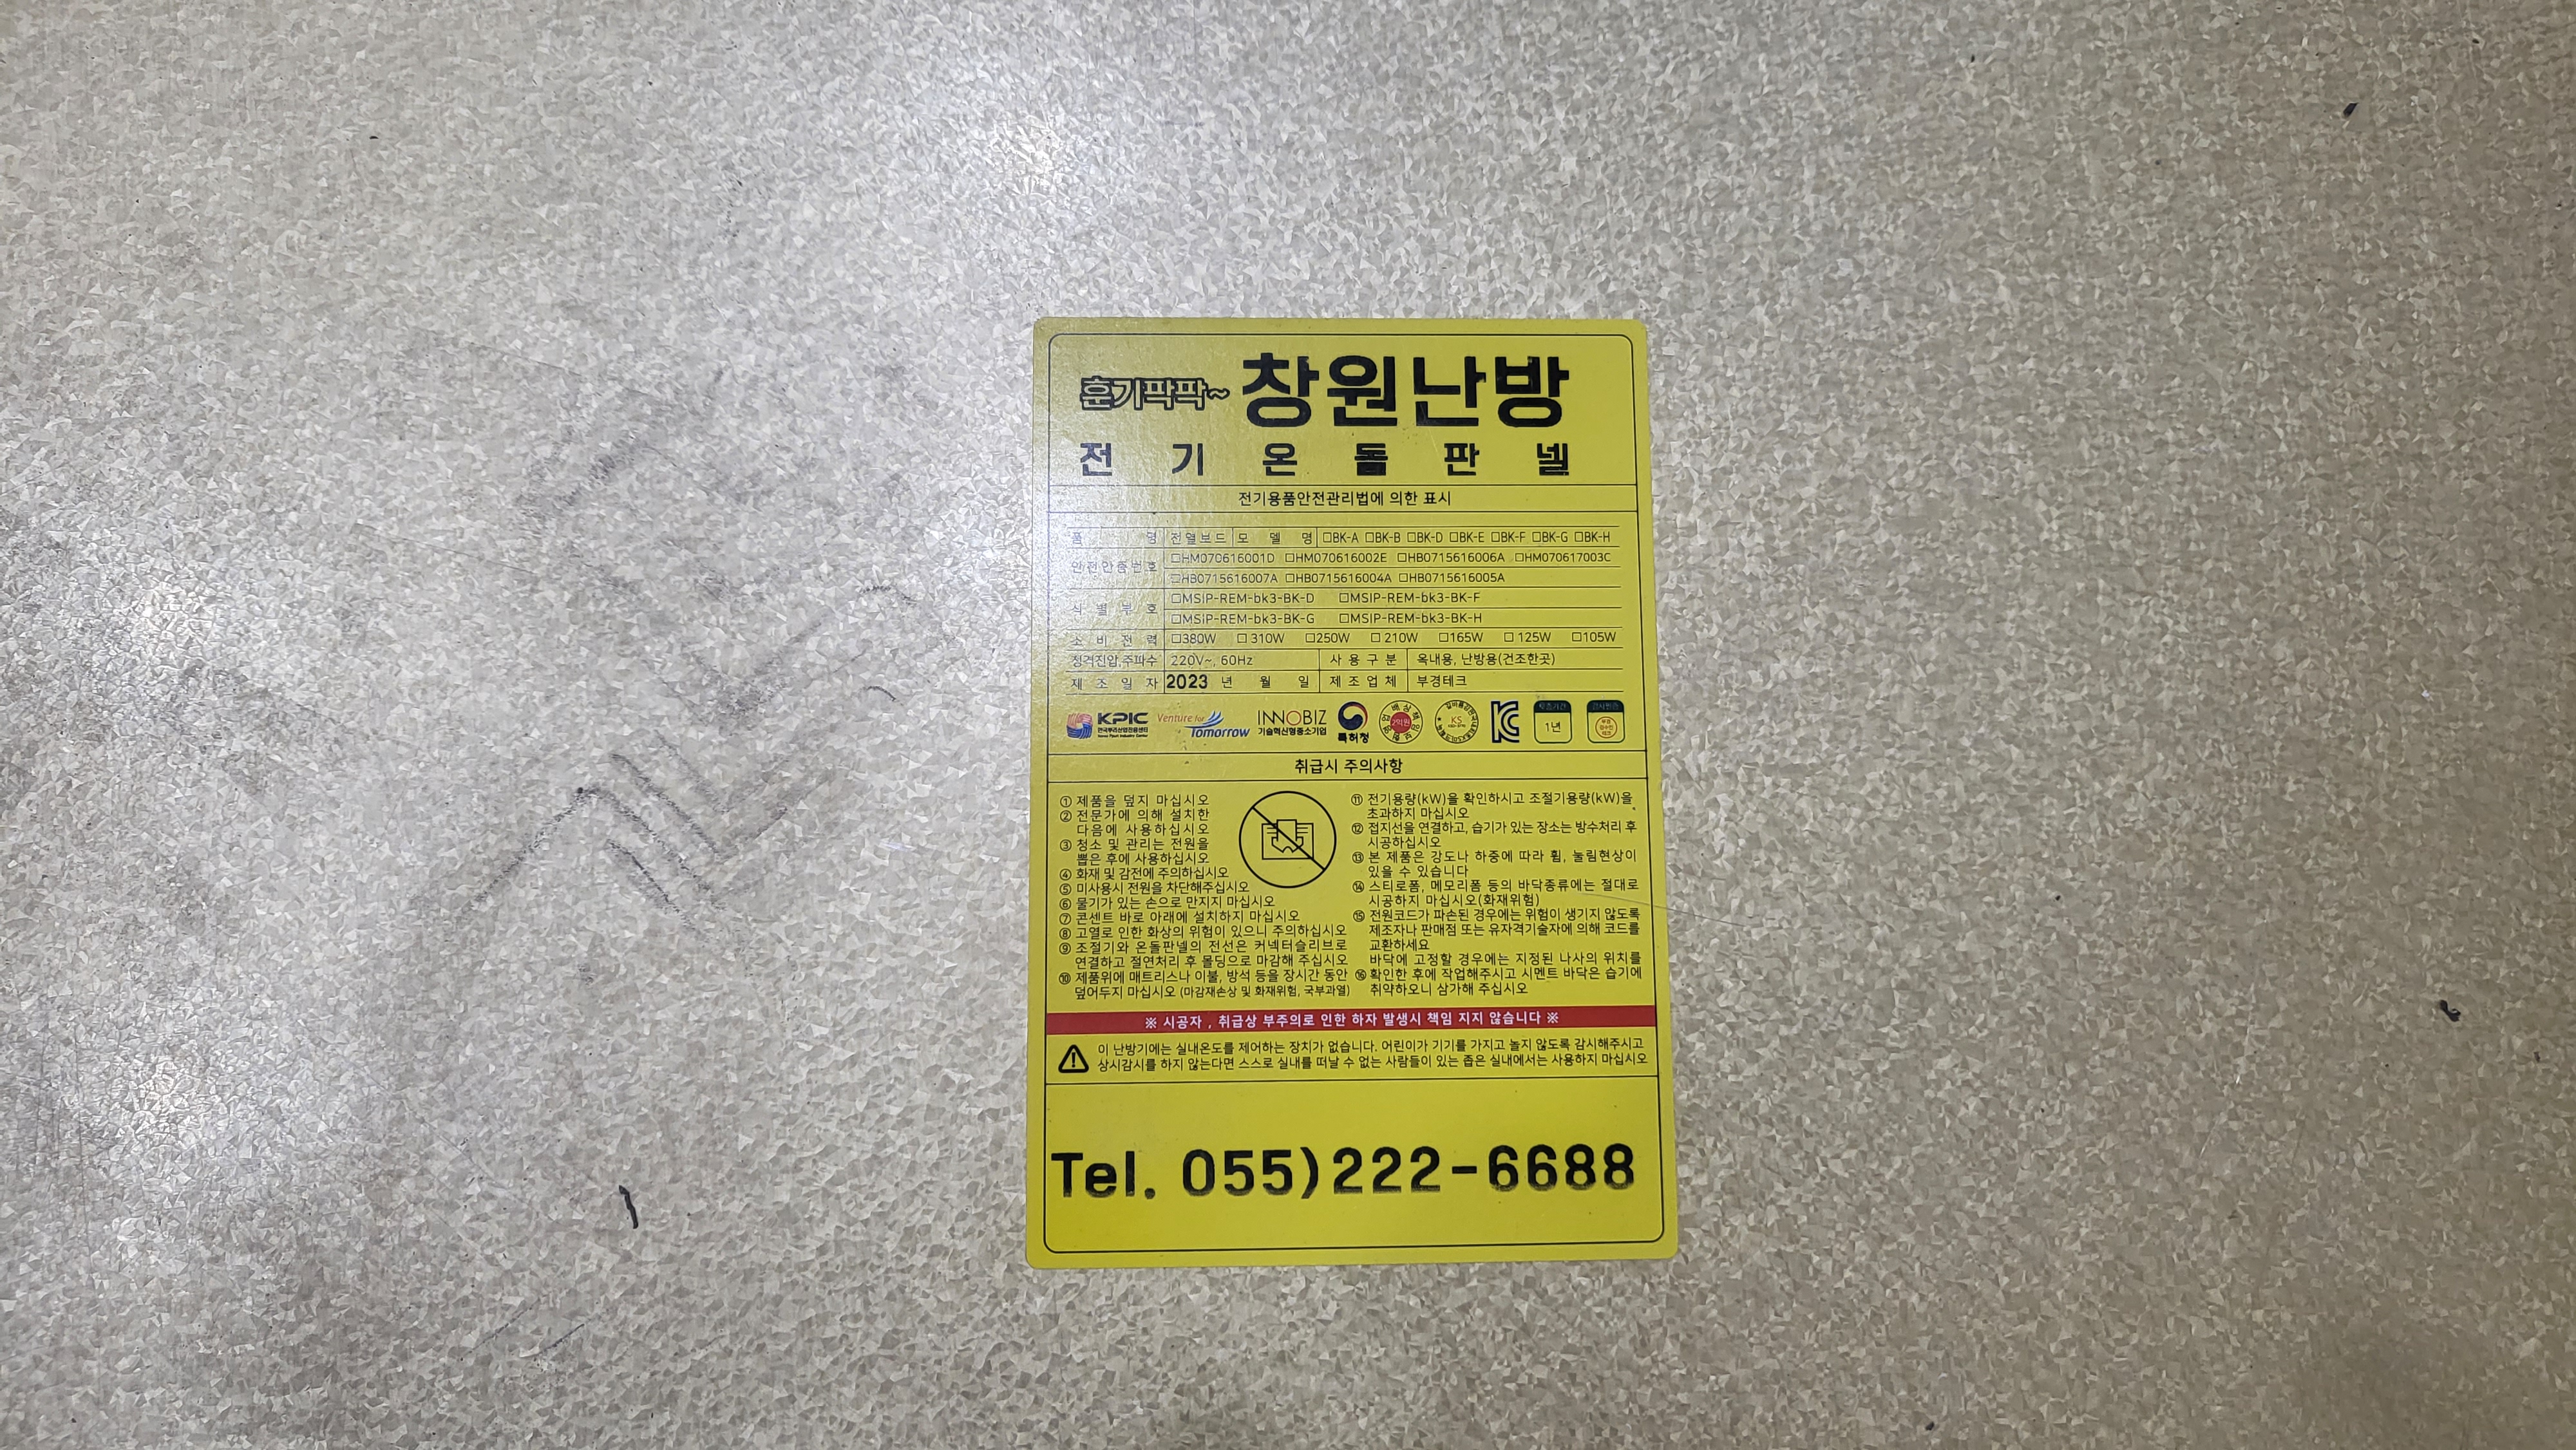 훈기팍팍~ 창원난방
전기온돌판넬
전기용품안전관리법에 의한 표시
품 명 전열보드 모 델 명 □BK-A □BK-B □BK-D □BK-E □BK-F □BK-G □BK-H
안전인증번호 □HM070616001D □HM070616002E □HB0715616006A □HM070617003C
□HB0715616007A □HB0715616004A □HB0715616005A
식 별 부 호 □MSIP-REM-bk3-BK-D □MSIP-REM-bk3-BK-F
□MSIP-REM-bk3-BK-G □MSIP-REM-bk3-BK-H
소 비 전 력 □380W □310W □250W □210W □165W □125W □105W
정격전압,주파수 220V~, 60Hz 사 용 구 분 옥내용, 난방용(건조한곳)
제 조 일 자 2023 년 월 일 제 조 업 체 부경테크
KPIC Venture for Tomorrow INNOBIZ 기술혁신형중소기업 특허청 2억원 KS 1년
취급시 주의사항
① 제품을 덮지 마십시오
② 전문가에 의해 설치한
다음에 사용하십시오
③ 청소 및 관리는 전원을
뽑은 후에 사용하십시오
④ 화재 및 감전에 주의하십시오
⑤ 미사용시 전원을 차단해주십시오
⑥ 물기가 있는 손으로 만지지 마십시오
⑦ 콘센트 바로 아래에 설치하지 마십시오
⑧ 고열로 인한 화상의 위험이 있으니 주의하십시오
⑨ 조절기와 온돌판넬의 전선은 커넥터슬리브로
연결하고 절연처리 후 몰딩으로 마감해 주십시오
⑩ 제품위에 매트리스나 이불, 방석 등을 장시간 동안
덮어두지 마십시오 (마감재손상 및 화재위험, 국부과열)
⑪ 전기용량(kW)을 확인하시고 조절기용량(kW)을
초과하지 마십시오
⑫ 접지선을 연결하고, 습기가 있는 장소는 방수처리 후
시공하십시오
⑬ 본 제품은 강도나 하중에 따라 휨, 눌림현상이
있을 수 있습니다
⑭ 스티로폼, 메모리폼 등의 바닥종류에는 절대로
시공하지 마십시오(화재위험)
⑮ 전원코드가 파손된 경우에는 위험이 생기지 않도록
제조자나 판매점 또는 유자격기술자에 의해 코드를
교환하세요
바닥에 고정할 경우에는 지정된 나사의 위치를
⑯ 확인한 후에 작업해주시고 시멘트 바닥은 습기에
취약하오니 삼가해 주십시오
※ 시공자 , 취급상 부주의로 인한 하자 발생시 책임 지지 않습니다 ※
이 난방기에는 실내온도를 제어하는 장치가 없습니다. 어린이가 기기를 가지고 놀지 않도록 감시해주시고
상시감시를 하지 않는다면 스스로 실내를 떠날 수 없는 사람들이 있는 좁은 실내에서는 사용하지 마십시오
Tel. 055)222-6688